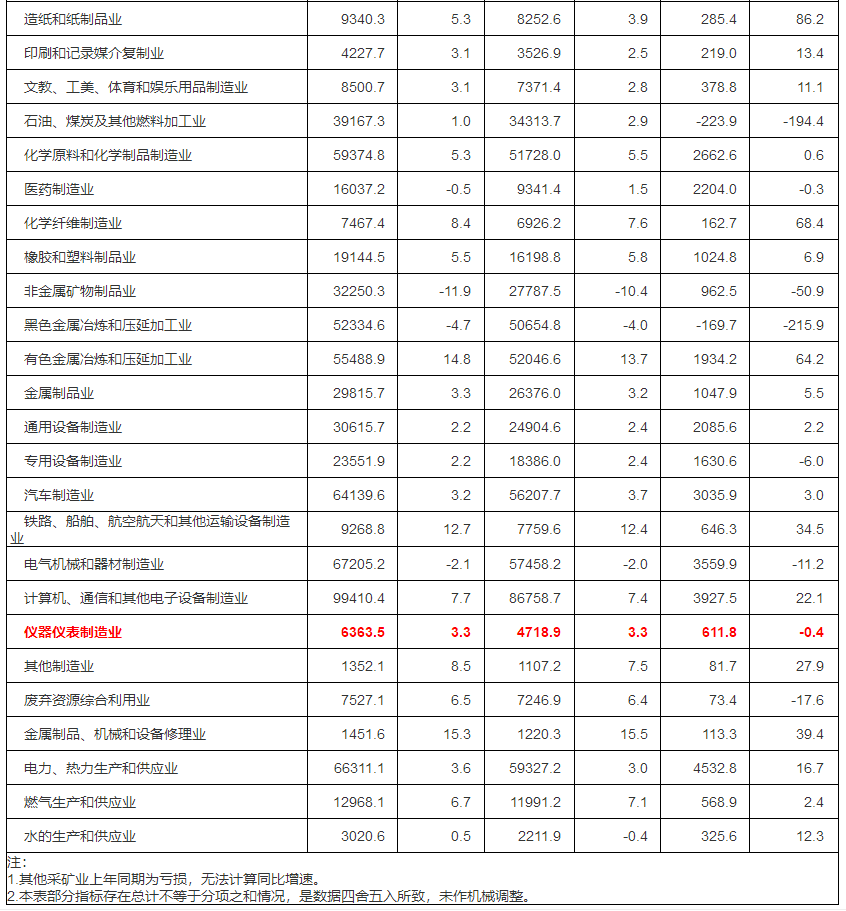 造纸和纸制品业 9340.3 5.3 8252.6 3.9 285.4 86.2
印刷和记录媒介复制业 4227.7 3.1 3526.9 2.5 219.0 13.4
文教、工美、体育和娱乐用品制造业 8500.7 3.1 7371.4 2.8 378.8 11.1
石油、煤炭及其他燃料加工业 39167.3 1.0 34313.7 2.9 -223.9 -194.4
化学原料和化学制品制造业 59374.8 5.3 51728.0 5.5 2662.6 0.6
医药制造业 16037.2 -0.5 9341.4 1.5 2204.0 -0.3
化学纤维制造业 7467.4 8.4 6926.2 7.6 162.7 68.4
橡胶和塑料制品业 19144.5 5.5 16198.8 5.8 1024.8 6.9
非金属矿物制品业 32250.3 -11.9 27787.5 -10.4 962.5 -50.9
黑色金属冶炼和压延加工业 52334.6 -4.7 50654.8 -4.0 -169.7 -215.9
有色金属冶炼和压延加工业 55488.9 14.8 52046.6 13.7 1934.2 64.2
金属制品业 29815.7 3.3 26376.0 3.2 1047.9 5.5
通用设备制造业 30615.7 2.2 24904.6 2.4 2085.6 2.2
专用设备制造业 23551.9 2.2 18386.0 2.4 1630.6 -6.0
汽车制造业 64139.6 3.2 56207.7 3.7 3035.9 3.0
铁路、船舶、航空航天和其他运输设备制造
业 9268.8 12.7 7759.6 12.4 646.3 34.5
电气机械和器材制造业 67205.2 -2.1 57458.2 -2.0 3559.9 -11.2
计算机、通信和其他电子设备制造业 99410.4 7.7 86758.7 7.4 3927.5 22.1
仪器仪表制造业 6363.5 3.3 4718.9 3.3 611.8 -0.4
其他制造业 1352.1 8.5 1107.2 7.5 81.7 27.9
废弃资源综合利用业 7527.1 6.5 7246.9 6.4 73.4 -17.6
金属制品、机械和设备修理业 1451.6 15.3 1220.3 15.5 113.3 39.4
电力、热力生产和供应业 66311.1 3.6 59327.2 3.0 4532.8 16.7
燃气生产和供应业 12968.1 6.7 11991.2 7.1 568.9 2.4
水的生产和供应业 3020.6 0.5 2211.9 -0.4 325.6 12.3
注：
1.其他采矿业上年同期为亏损，无法计算同比增速。
2.本表部分指标存在总计不等于分项之和情况，是数据四舍五入所致，未作机械调整。